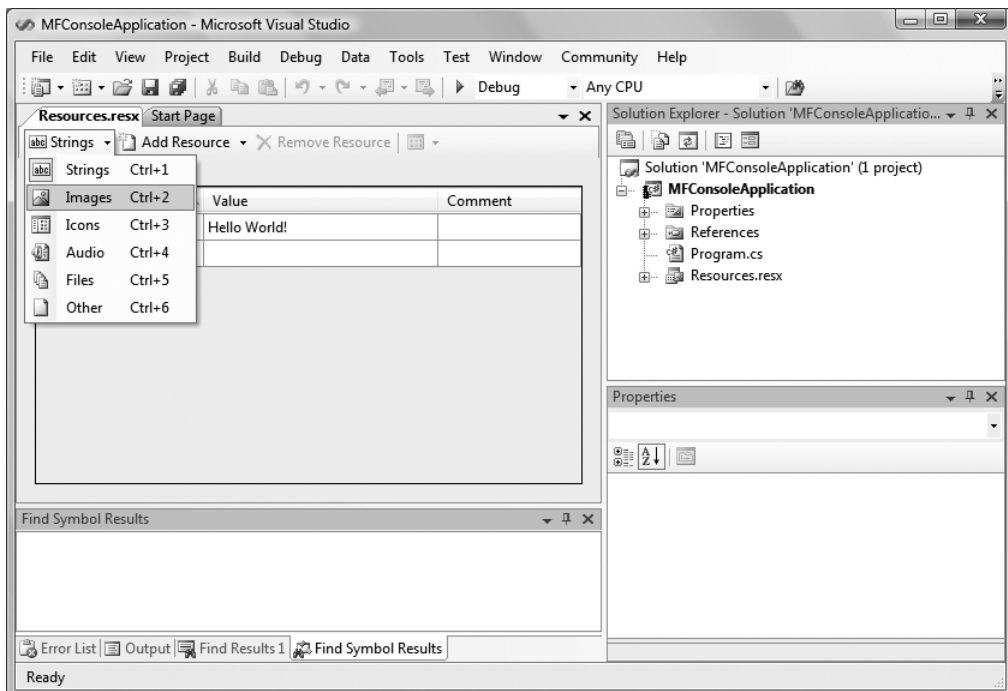 MFConsoleApplication - Microsoft Visual Studio
File Edit View Project Build Debug Data Tools Test Window Community Help
Debug Any CPU
Resources.resx Start Page
abc Strings Add Resource Remove Resource
abc Strings Ctrl+1
Images Ctrl+2
Icons Ctrl+3
Audio Ctrl+4
Files Ctrl+5
Other Ctrl+6
Value Comment
Hello World!
Solution Explorer - Solution 'MFConsoleApplicatio...
Solution 'MFConsoleApplication' (1 project)
MFConsoleApplication
Properties
References
Program.cs
Resources.resx
Properties
Find Symbol Results
Error List Output Find Results 1 Find Symbol Results
Ready